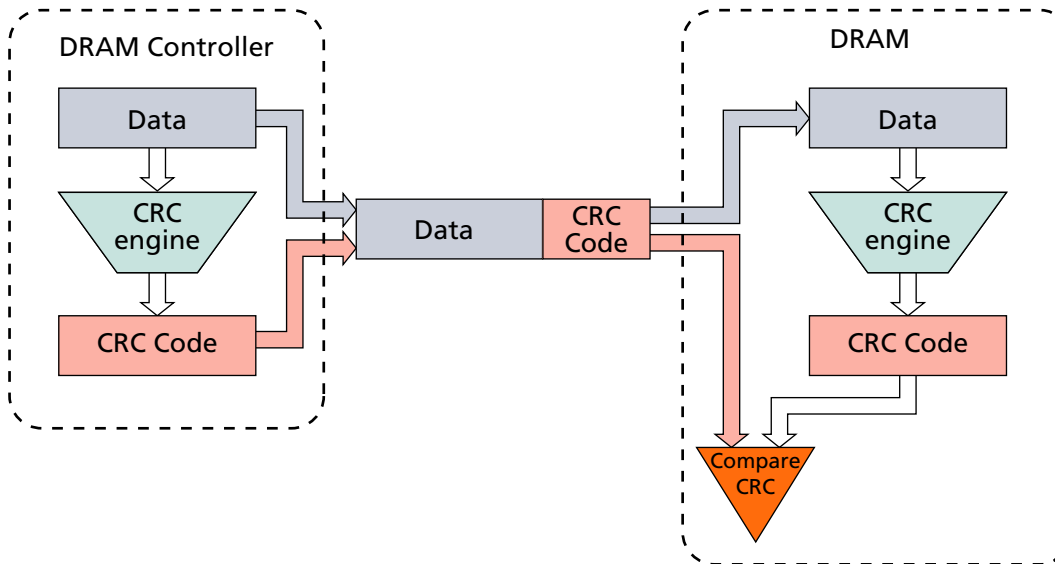 DRAM Controller
Data
CRC
engine
CRC Code
Data
CRC
Code
DRAM
Data
CRC
engine
CRC Code
Compare
CRC